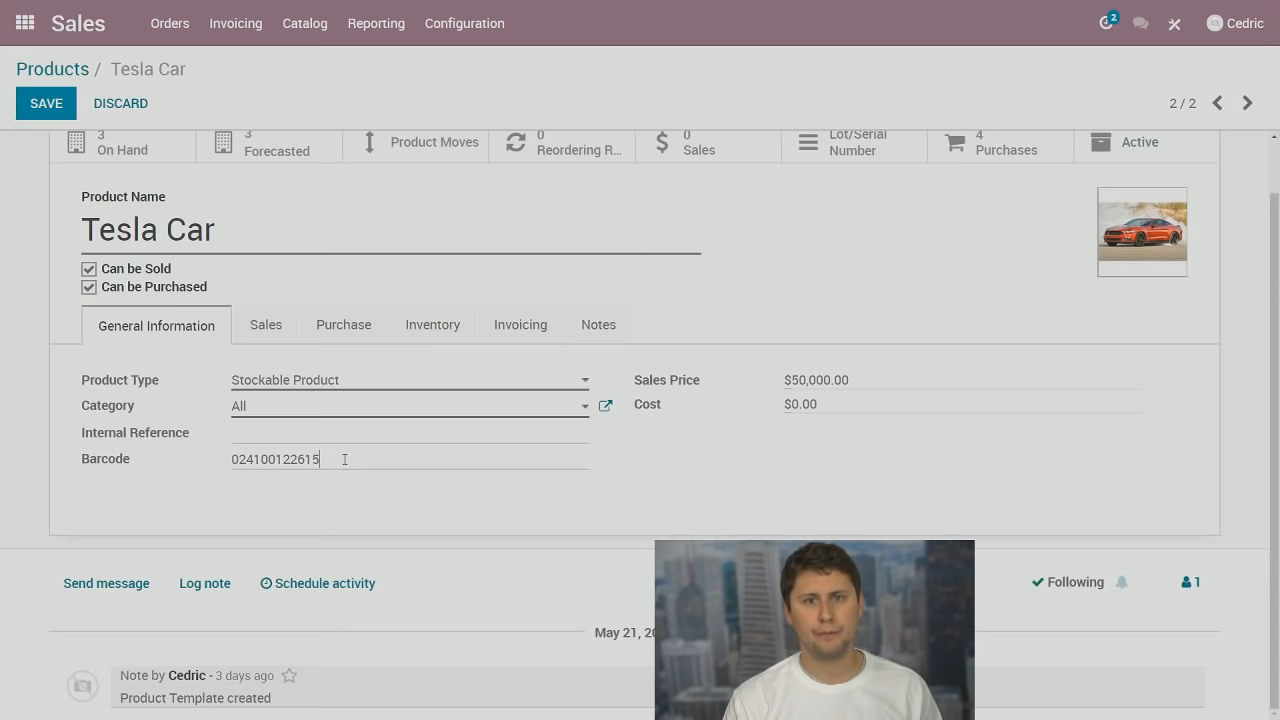 Sales Orders Invoicing Catalog Reporting Configuration 2 Cedric
Products / Tesla Car
SAVE DISCARD 2 / 2
3 On Hand
3 Forecasted
Product Moves
0 Reordering R...
0 Sales
Lot/Serial Number
4 Purchases
Active
Product Name
Tesla Car
Can be Sold
Can be Purchased
General Information Sales Purchase Inventory Invoicing Notes
Product Type Stockable Product Sales Price $50,000.00
Category All Cost $0.00
Internal Reference
Barcode 024100122615
Send message Log note Schedule activity Following 1
May 21, 20
Note by Cedric - 3 days ago
Product Template created